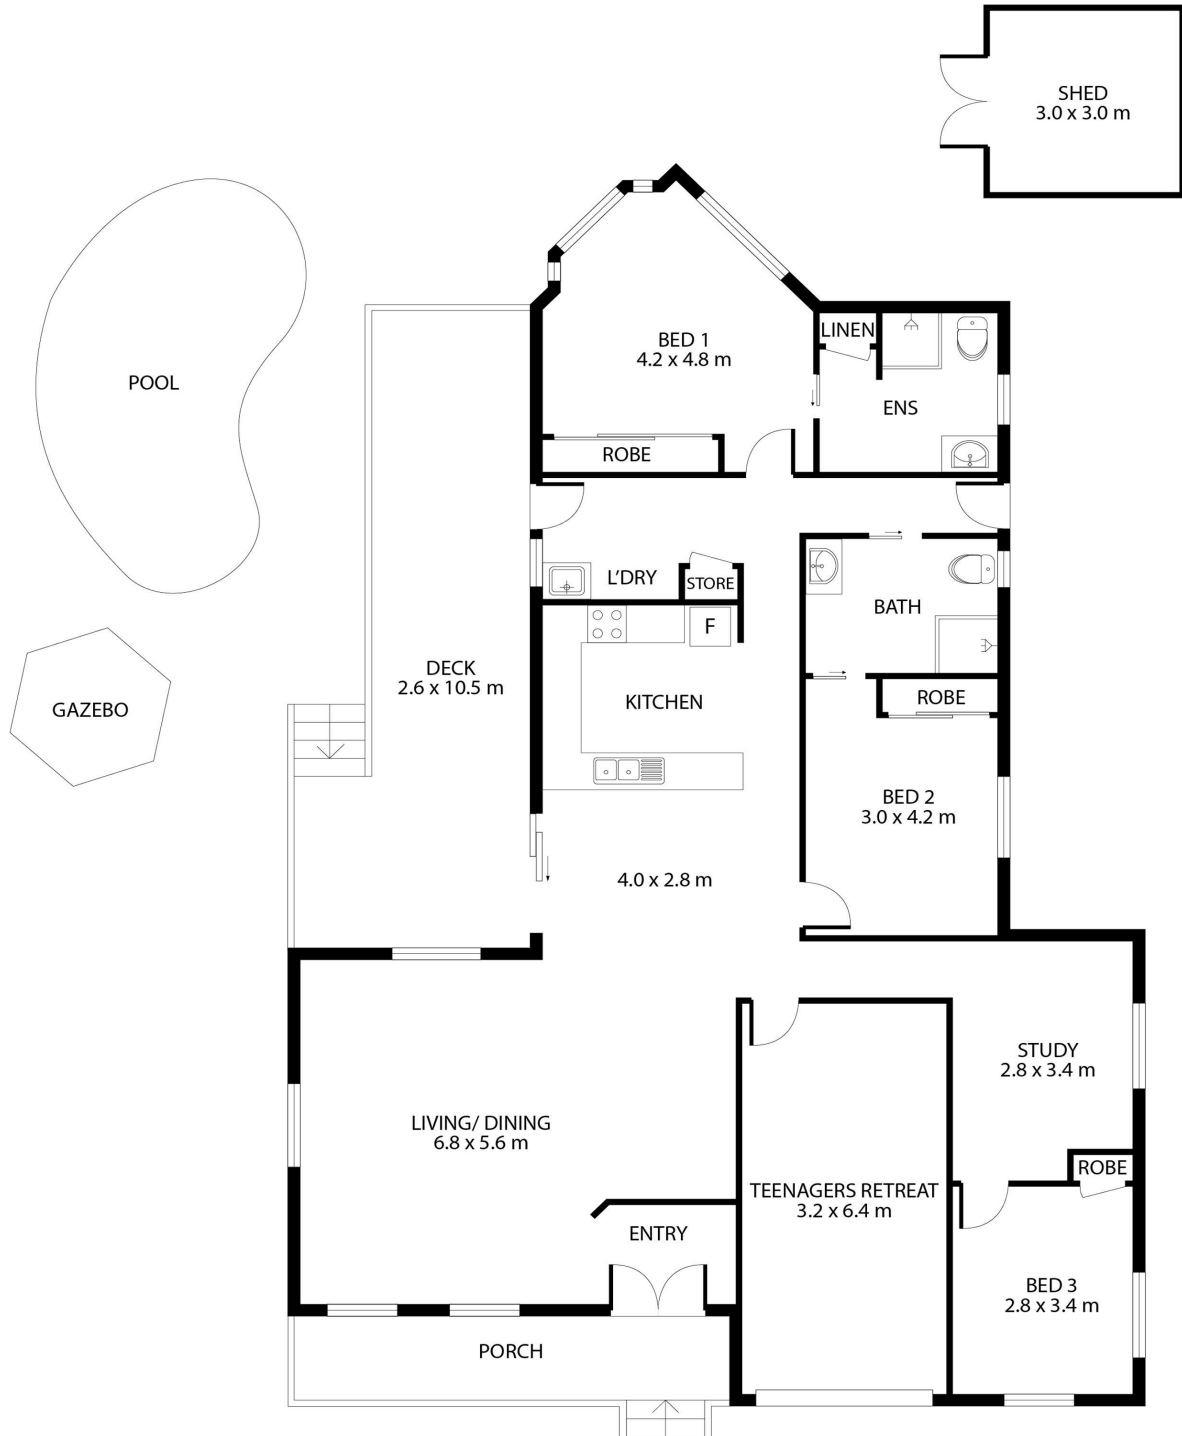 SHED
3.0 x 3.0 m
POOL
BED 1
4.2 x 4.8 m
LINEN
ENS
ROBE
L'DRY
STORE
BATH
F
GAZEBO
DECK
2.6 x 10.5 m
KITCHEN
ROBE
BED 2
3.0 x 4.2 m
4.0 x 2.8 m
STUDY
2.8 x 3.4 m
LIVING/ DINING
6.8 x 5.6 m
ROBE
TEENAGERS RETREAT
3.2 x 6.4 m
ENTRY
BED 3
2.8 x 3.4 m
PORCH